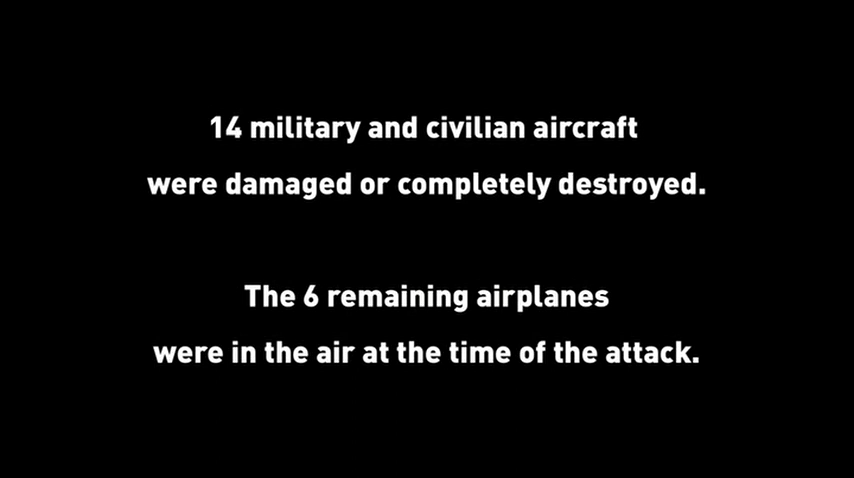 14 military and civilian aircraft
were damaged or completely destroyed.
The 6 remaining airplanes
were in the air at the time of the attack.